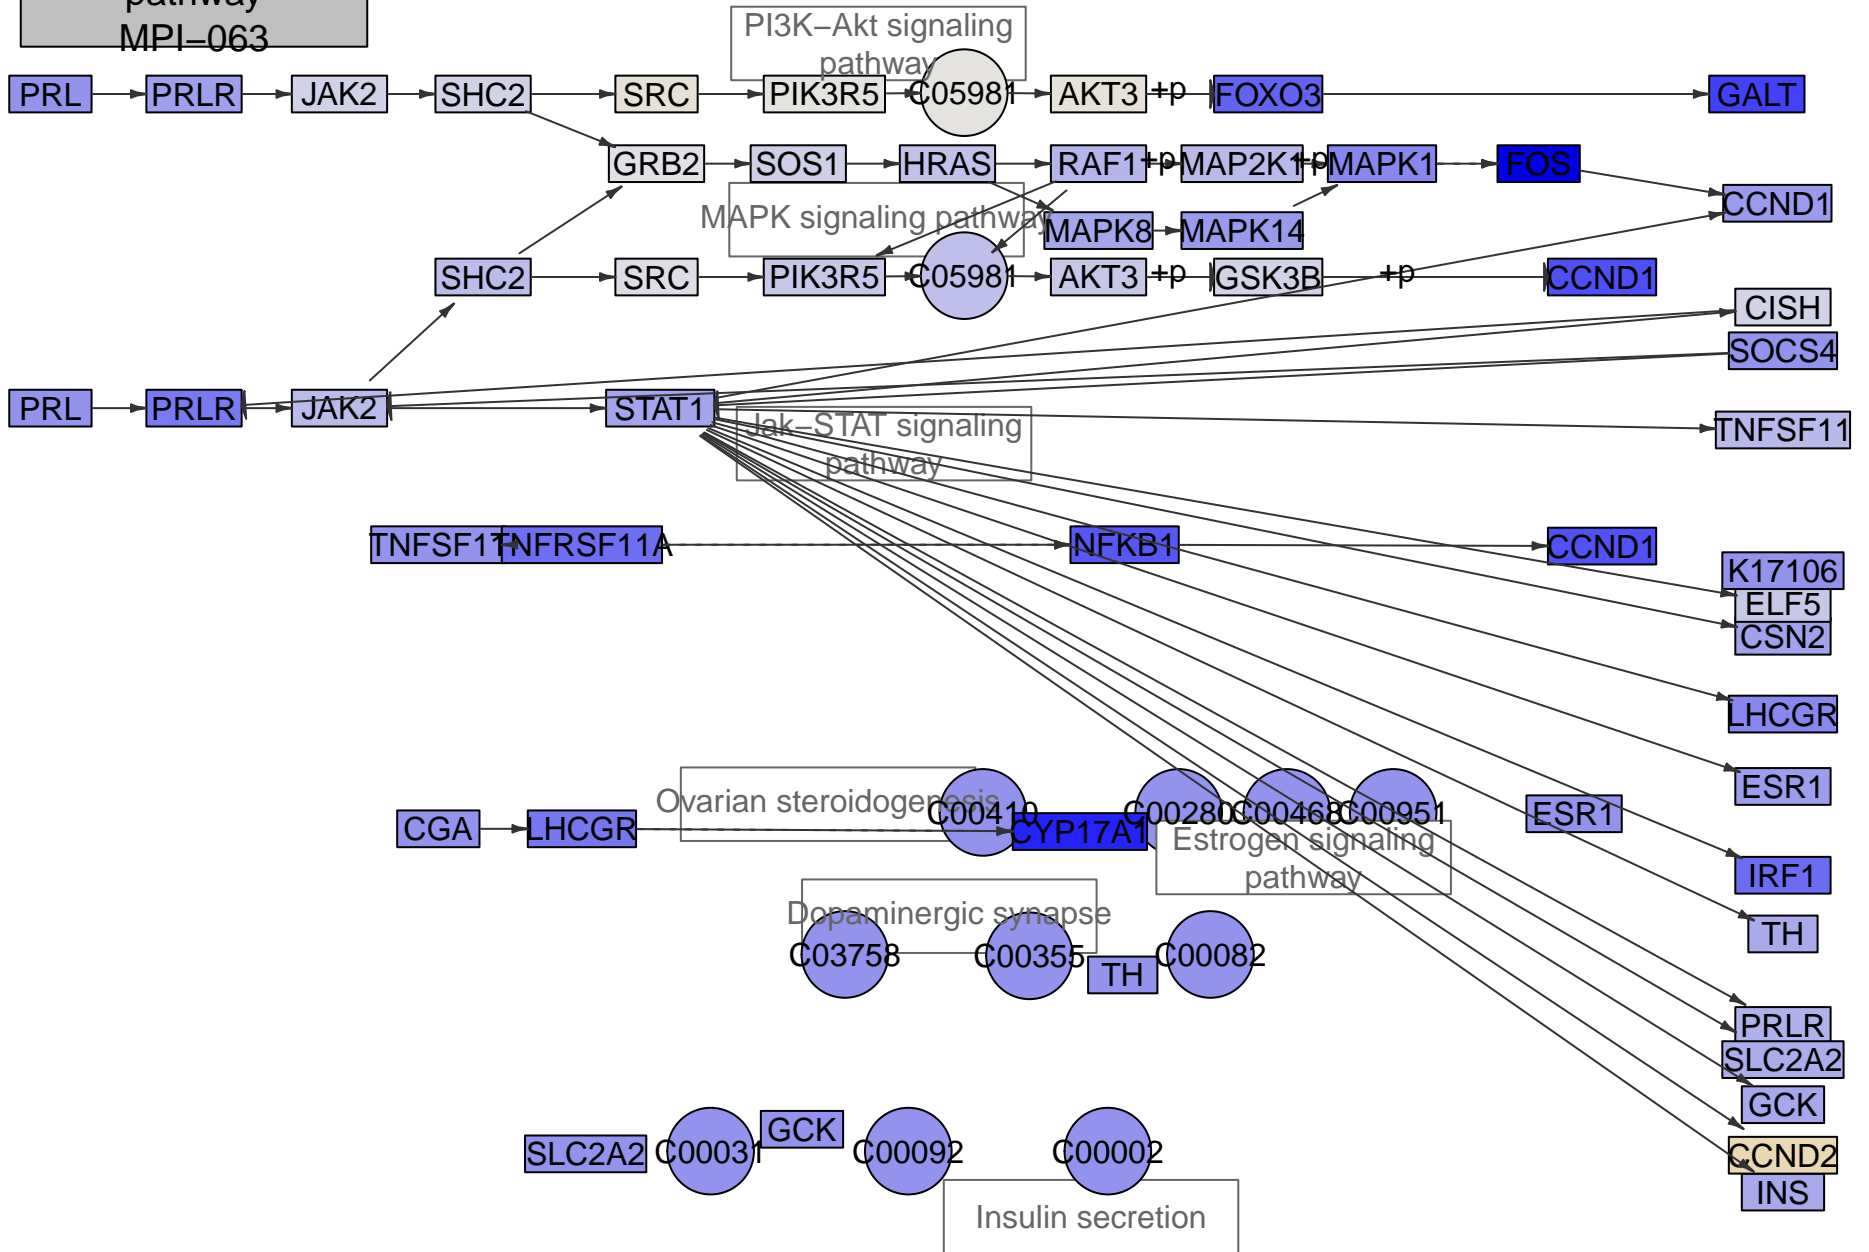 pathway
MPI−063
PI3K−Akt signaling
pathway
PRL
PRLR
JAK2
SHC2
SRC
PIK3R5
C05981
AKT3
+p
FOXO3
GALT
GRB2
SOS1
HRAS
RAF1
+p
MAP2K1
+p
MAPK1
FOS
CCND1
MAPK signaling pathway
MAPK8
MAPK14
SHC2
SRC
PIK3R5
C05981
AKT3
+p
GSK3B
+p
CCND1
CISH
SOCS4
PRL
PRLR
JAK2
STAT1
Jak−STAT signaling
pathway
TNFSF11
TNFSF11
TNFRSF11A
NFKB1
CCND1
K17106
ELF5
CSN2
LHCGR
ESR1
Ovarian steroidogenesis
C00410
C00280
C00468
C00951
ESR1
CGA
LHCGR
CYP17A1
Estrogen signaling
pathway
IRF1
Dopaminergic synapse
TH
C03758
C00355
TH
C00082
PRLR
SLC2A2
GCK
SLC2A2
C00031
GCK
C00092
C00002
CCND2
INS
Insulin secretion